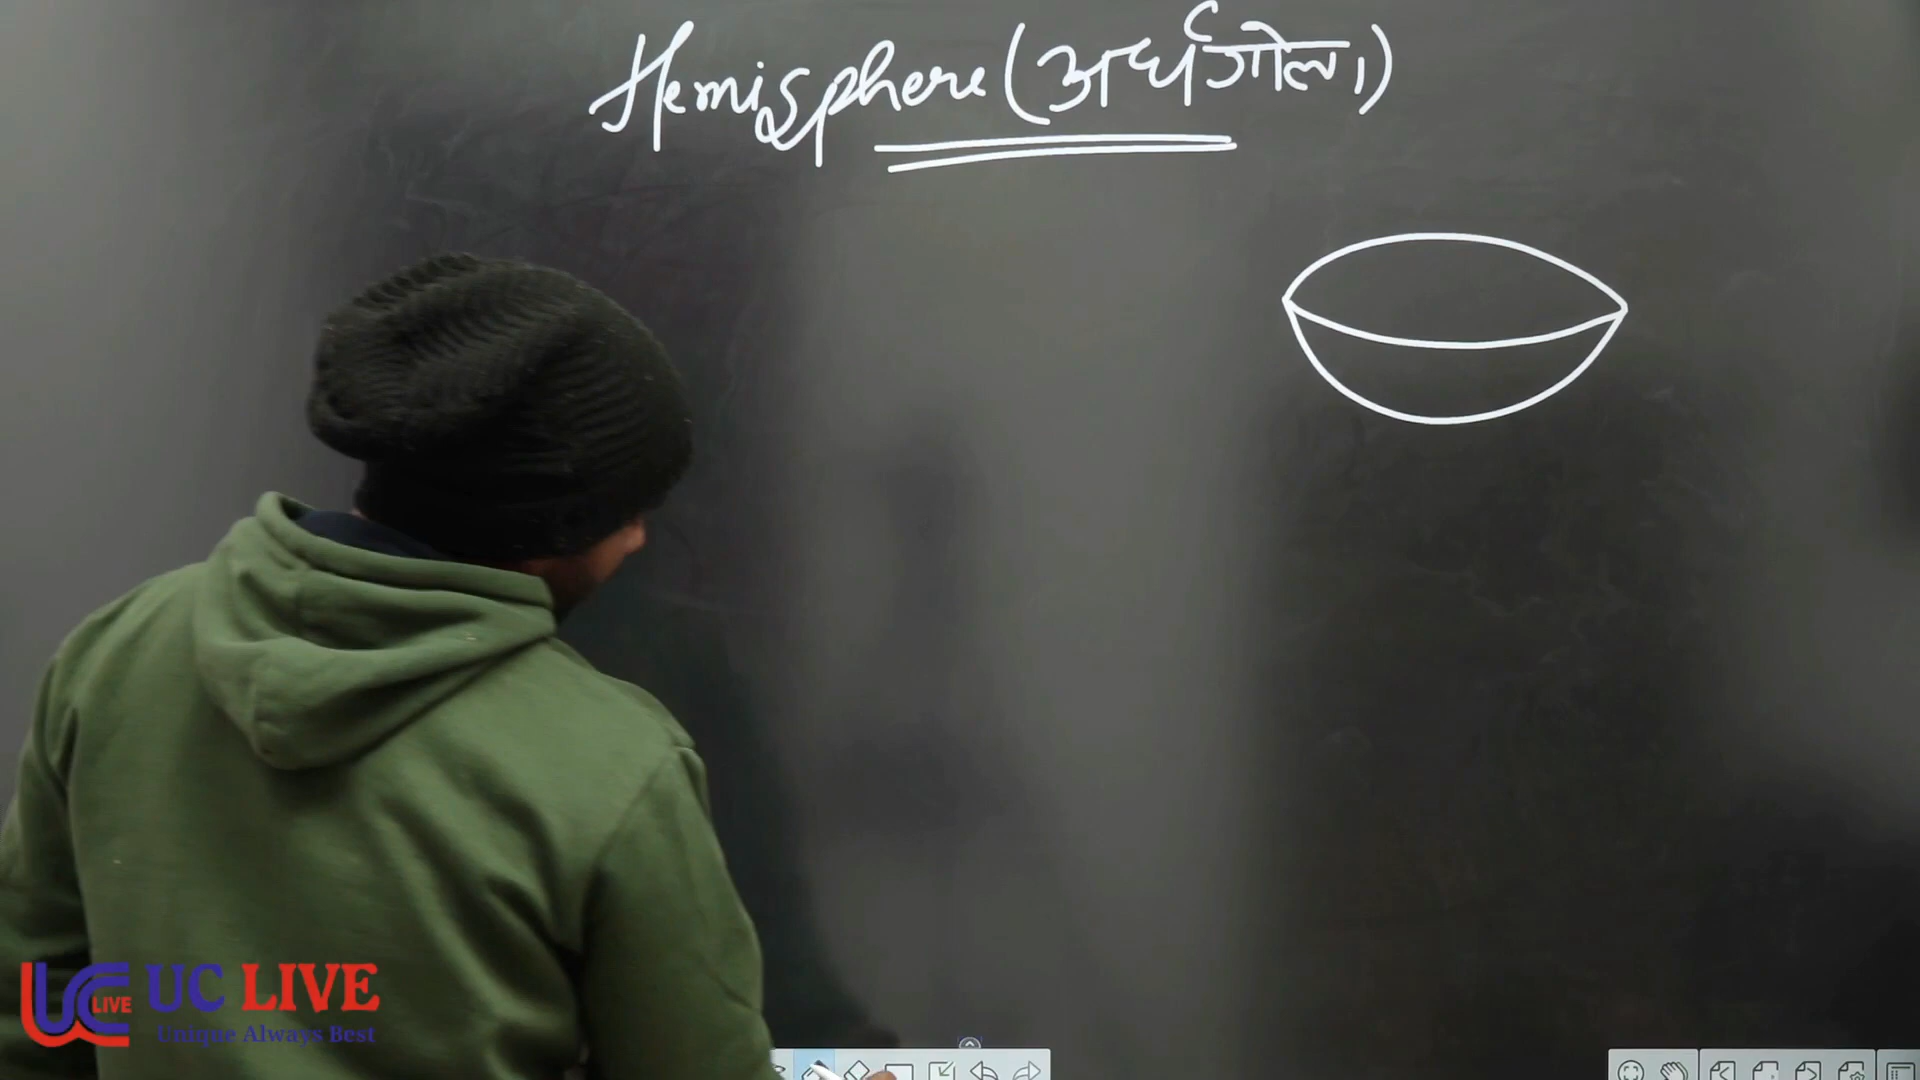 Hemisphere (अर्धगोला)
LIVE UC LIVE
Unique Always Best